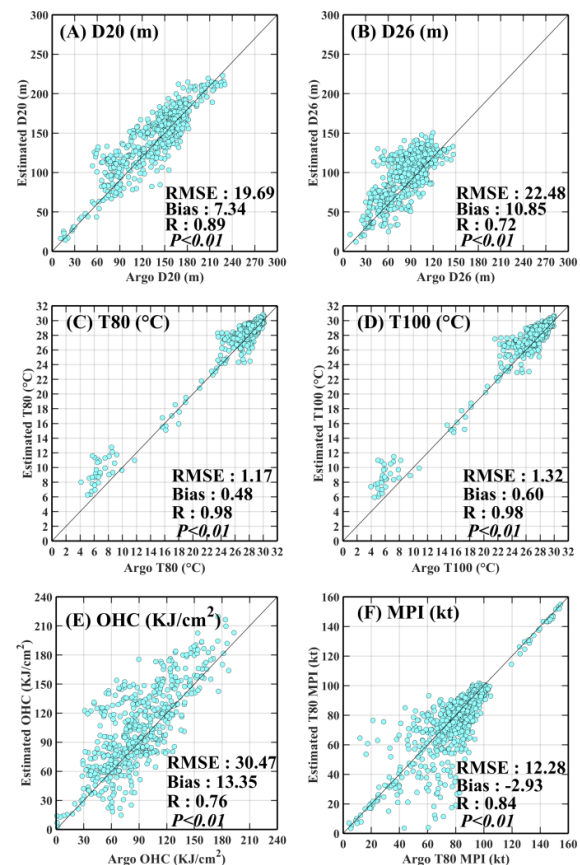 (A) D20 (m)
Estimated D20 (m)
300
250
200
150
100
50
0
RMSE : 19.69
Bias : 7.34
R : 0.89
P<0.01
0 30 60 90 120 150 180 210 240 270 300
Argo D20 (m)
(B) D26 (m)
Estimated D26 (m)
300
250
200
150
100
50
0
RMSE : 22.48
Bias : 10.85
R : 0.72
P<0.01
0 30 60 90 120 150 180 210 240 270 300
Argo D26 (m)
(C) T80 (°C)
Estimated T80 (°C)
32
30
28
26
24
22
20
18
16
14
12
10
8
6
4
2
0
RMSE : 1.17
Bias : 0.48
R : 0.98
P<0.01
0 2 4 6 8 10 12 14 16 18 20 22 24 26 28 30 32
Argo T80 (°C)
(D) T100 (°C)
Estimated T100 (°C)
32
30
28
26
24
22
20
18
16
14
12
10
8
6
4
2
0
RMSE : 1.32
Bias : 0.60
R : 0.98
P<0.01
0 2 4 6 8 10 12 14 16 18 20 22 24 26 28 30 32
Argo T100 (°C)
(E) OHC (KJ/cm²)
Estimated OHC (KJ/cm²)
240
210
180
150
120
90
60
30
0
RMSE : 30.47
Bias : 13.35
R : 0.76
P<0.01
0 30 60 90 120 150 180 210 240
Argo OHC (KJ/cm²)
(F) MPI (kt)
Estimated T80 MPI (kt)
160
140
120
100
80
60
40
20
0
RMSE : 12.28
Bias : -2.93
R : 0.84
P<0.01
0 20 40 60 80 100 120 140 160
Argo T80 MPI (kt)